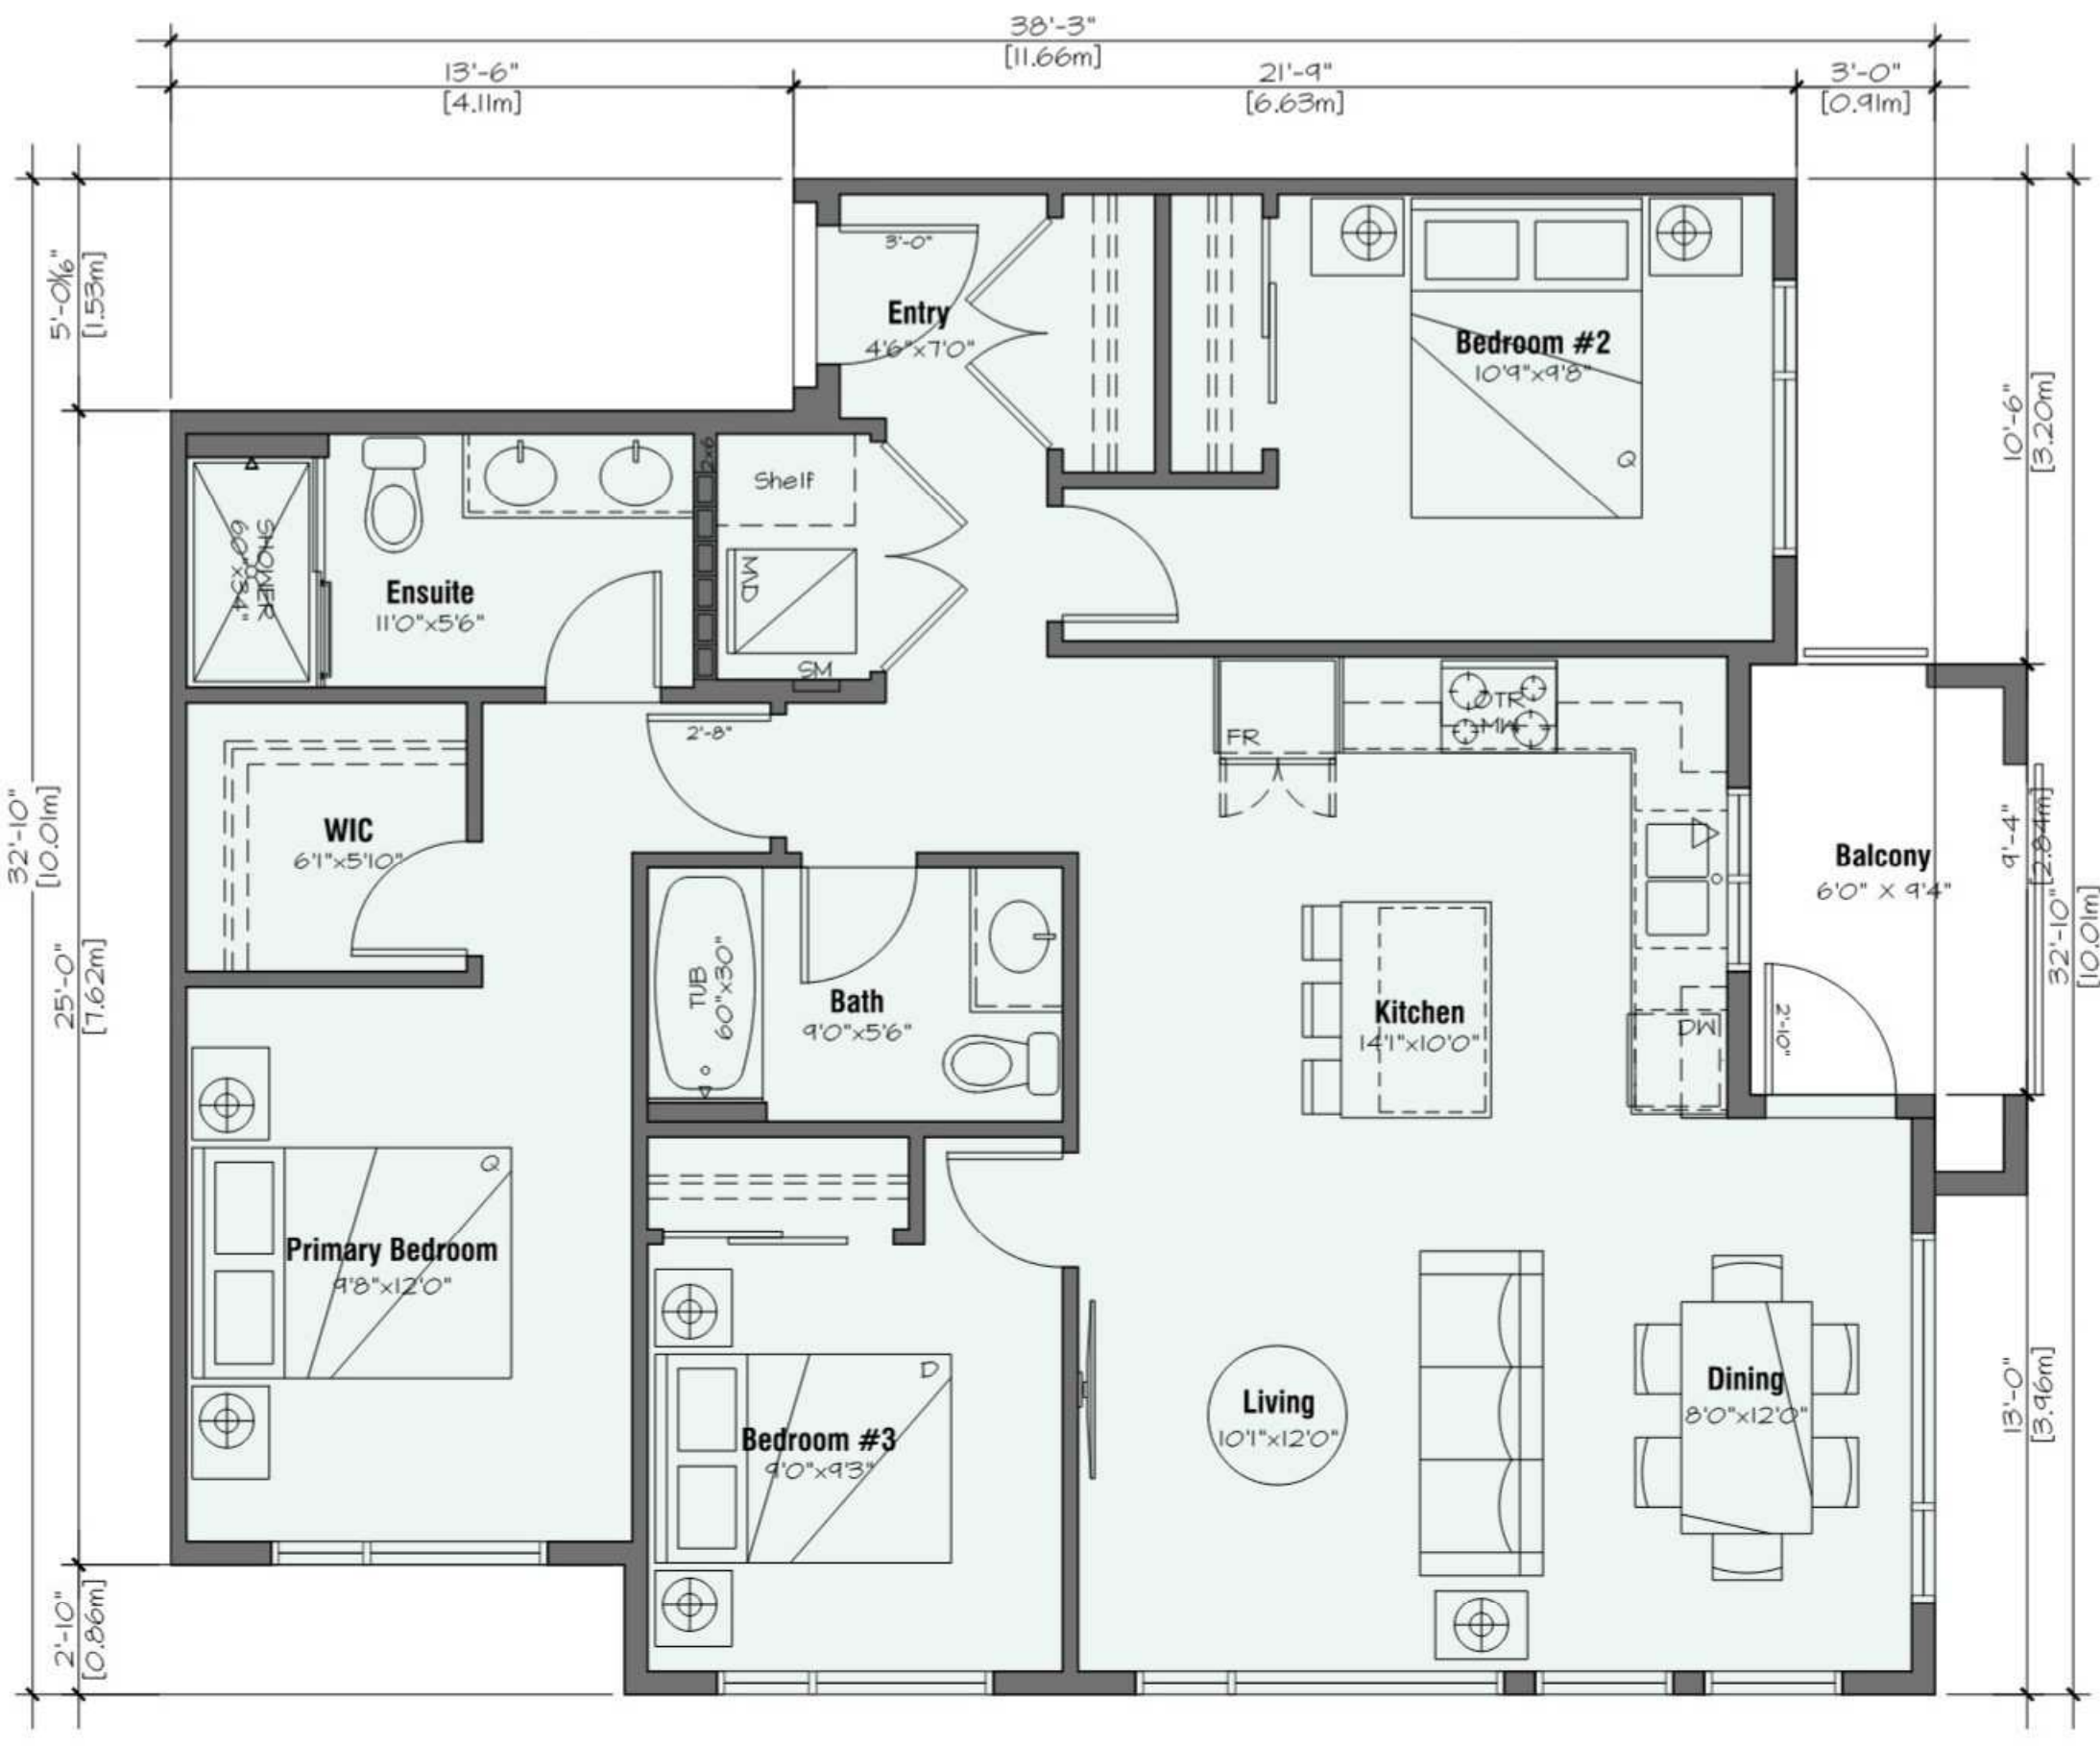 38'-3"
[11.66m]
13'-6"
[4.11m]
21'-9"
[6.63m]
3'-0"
[0.91m]
5'-0 1/16"
[1.53m]
3'-0"
Entry
4'6"x7'0"
Bedroom #2
10'9"x9'8"
Q
10'-6"
[3.20m]
2x6
Shelf
SHOWER
60"x34"
Ensuite
11'0"x5'6"
W/D
SM
2'-8"
FR
OTR
MW
WIC
6'1"x5'10"
32'-10"
[10.01m]
25'-0"
[7.62m]
Balcony
6'0" X 9'4"
9'-4"
[2.84m]
32'-10"
[10.01m]
TUB
60"x30"
Bath
9'0"x5'6"
Kitchen
14'1"x10'0"
DW
2'-10"
Q
Primary Bedroom
9'8"x12'0"
D
Bedroom #3
9'0"x9'3"
Living
10'1"x12'0"
Dining
8'0"x12'0"
13'-0"
[3.96m]
2'-10"
[0.86m]